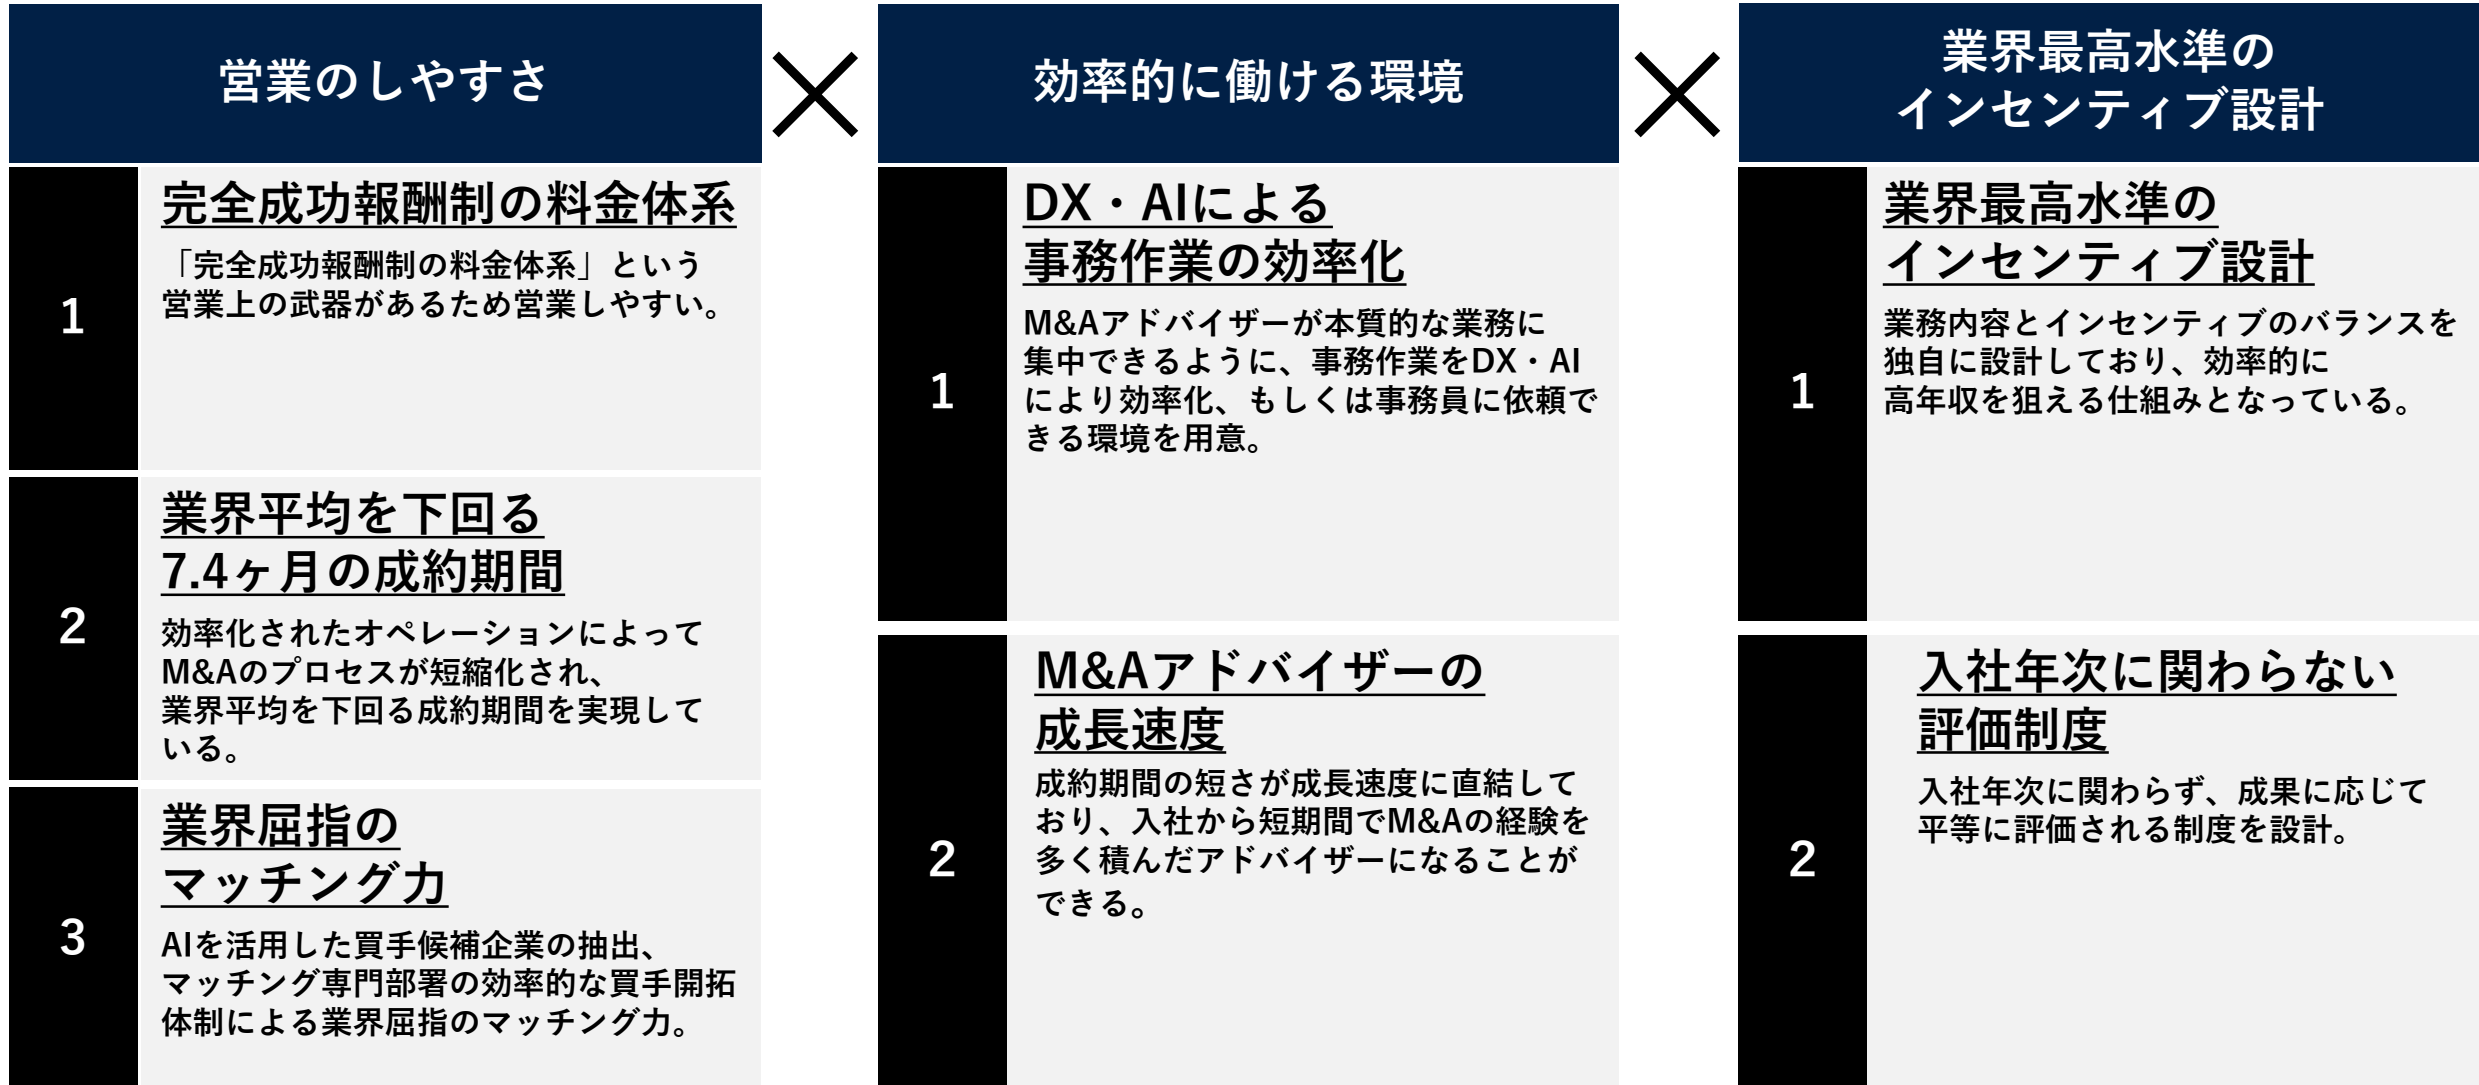 営業のしやすさ
1
完全成功報酬制の料金体系
「完全成功報酬制の料金体系」という
営業上の武器があるため営業しやすい。
2
業界平均を下回る
7.4ヶ月の成約期間
効率化されたオペレーションによって
M&Aのプロセスが短縮化され、
業界平均を下回る成約期間を実現して
いる。
3
業界屈指の
マッチング力
AIを活用した買手候補企業の抽出、
マッチング専門部署の効率的な買手開拓
体制による業界屈指のマッチング力。
効率的に働ける環境
1
DX・AIによる
事務作業の効率化
M&Aアドバイザーが本質的な業務に
集中できるように、事務作業をDX・AI
により効率化、もしくは事務員に依頼で
きる環境を用意。
2
M&Aアドバイザーの
成長速度
成約期間の短さが成長速度に直結して
おり、入社から短期間でM&Aの経験を
多く積んだアドバイザーになることが
できる。
業界最高水準の
インセンティブ設計
1
業界最高水準の
インセンティブ設計
業務内容とインセンティブのバランスを
独自に設計しており、効率的に
高年収を狙える仕組みとなっている。
2
入社年次に関わらない
評価制度
入社年次に関わらず、成果に応じて
平等に評価される制度を設計。